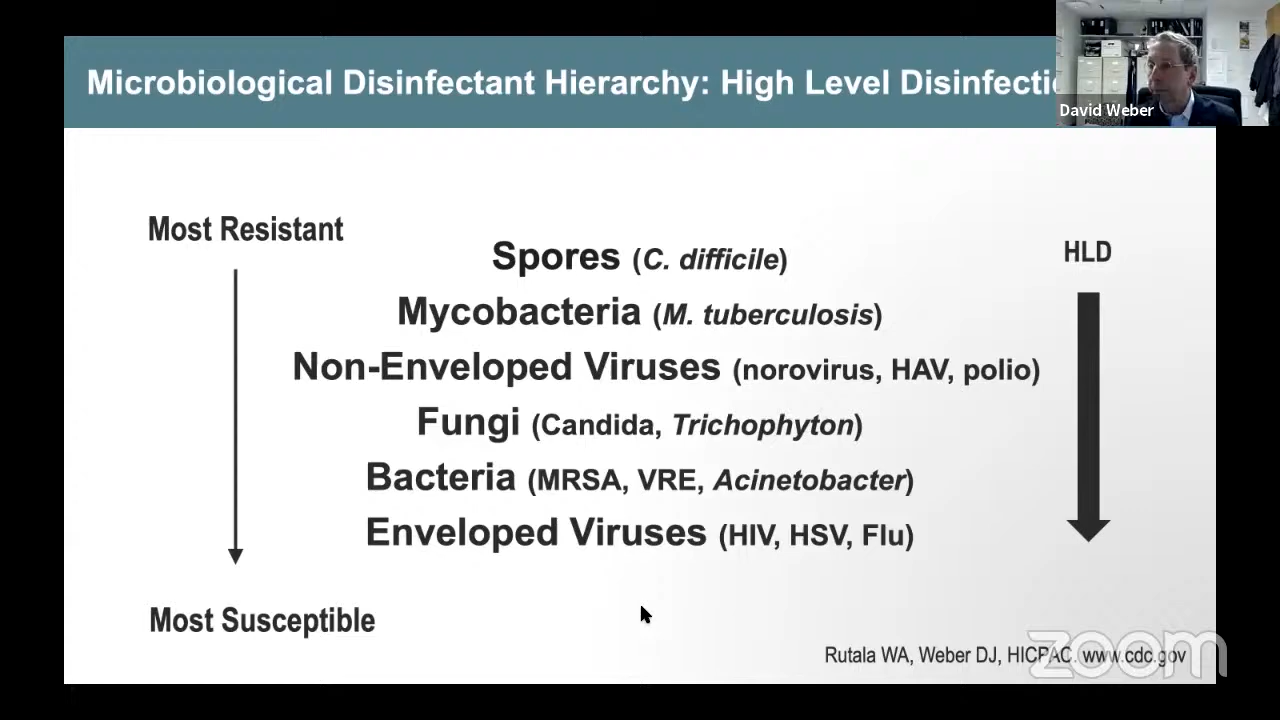 Microbiological Disinfectant Hierarchy: High Level Disinfectio
David Weber
Most Resistant
HLD
Spores (C. difficile)
Mycobacteria (M. tuberculosis)
Non-Enveloped Viruses (norovirus, HAV, polio)
Fungi (Candida, Trichophyton)
Bacteria (MRSA, VRE, Acinetobacter)
Enveloped Viruses (HIV, HSV, Flu)
Most Susceptible
Rutala WA, Weber DJ, HICPAC. www.cdc.gov
zoom